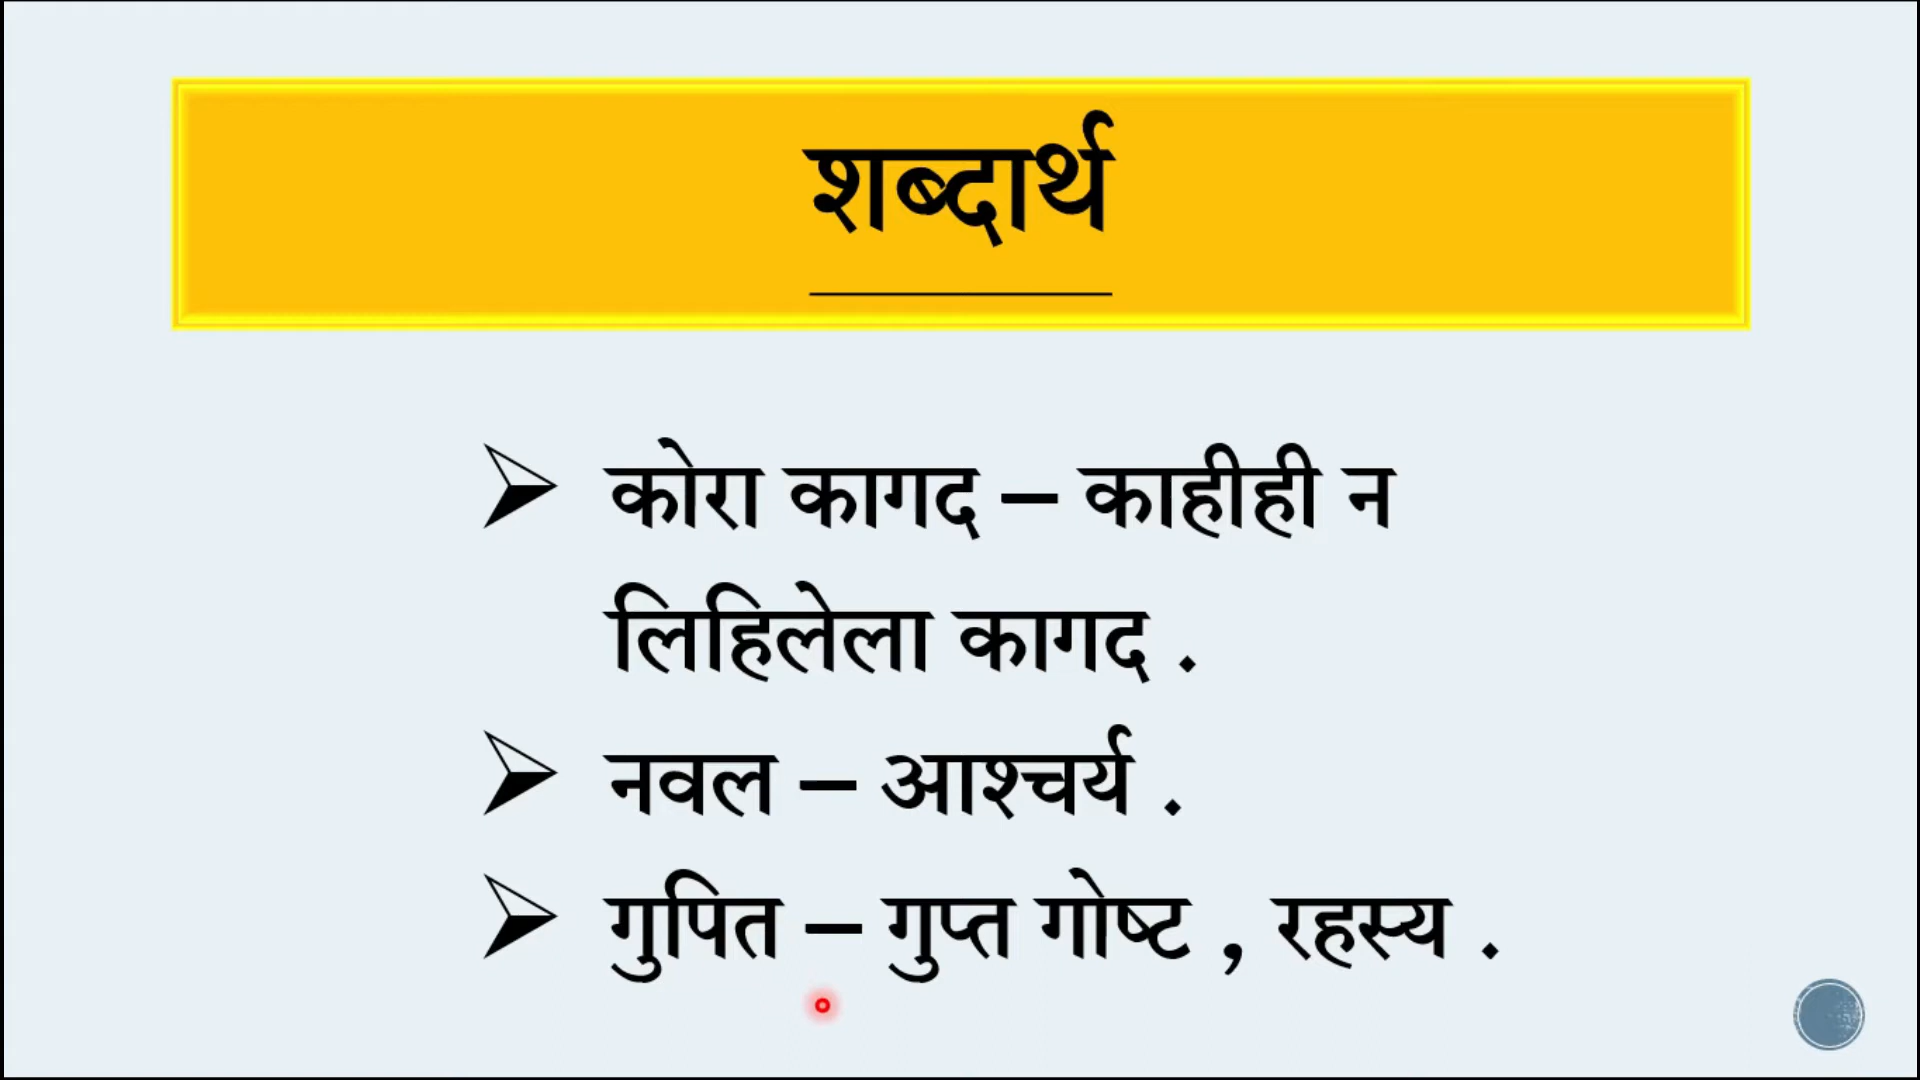 शब्दार्थ
कोरा कागद – काहीही न
लिहिलेला कागद .
नवल – आश्चर्य .
गुपित – गुप्त गोष्ट , रहस्य .